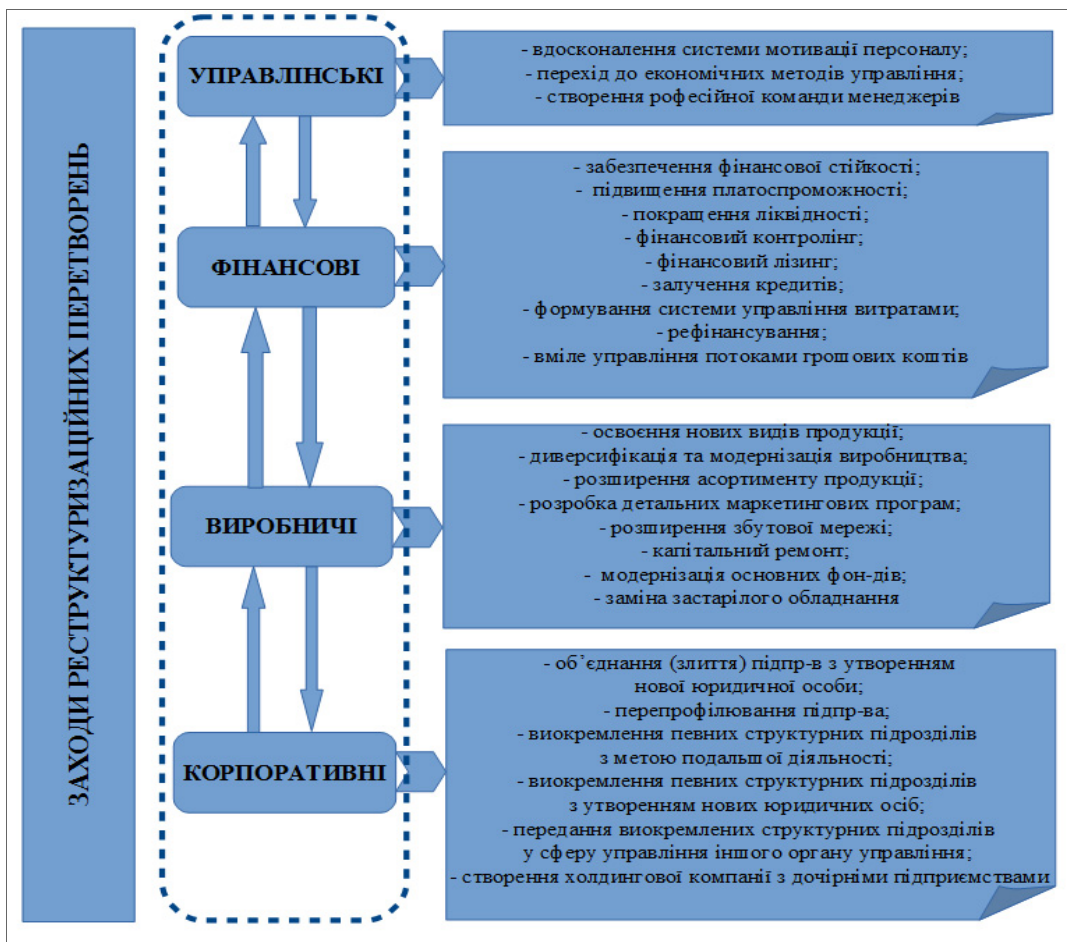 ЗАХОДИ РЕСТРУКТУРИЗАЦІЙНИХ ПЕРЕТВОРЕНЬ
УПРАВЛІНСЬКІ
- вдосконалення системи мотивації персоналу;
- перехід до економічних методів управління;
- створення рофесійної команди менеджерів
ФІНАНСОВІ
- забезпечення фінансової стійкості;
- підвищення платоспроможності;
- покращення ліквідності;
- фінансовий контролінг;
- фінансовий лізинг;
- залучення кредитів;
- формування системи управління витратами;
- рефінансування;
- вміле управління потоками грошових коштів
ВИРОБНИЧІ
- освоєння нових видів продукції;
- диверсифікація та модернізація виробництва;
- розширення асортименту продукції;
- розробка детальних маркетингових програм;
- розширення збутової мережі;
- капітальний ремонт;
- модернізація основних фон-дів;
- заміна застарілого обладнання
КОРПОРАТИВНІ
- об’єднання (злиття) підпр-в з утворенням
нової юридичної особи;
- перепрофілювання підпр-ва;
- виокремлення певних структурних підрозділів
з метою подальшої діяльності;
- виокремлення певних структурних підрозділів
з утворенням нових юридичних осіб;
- передання виокремлених структурних підрозділів
у сферу управління іншого органу управління;
- створення холдингової компанії з дочірніми підприємствами